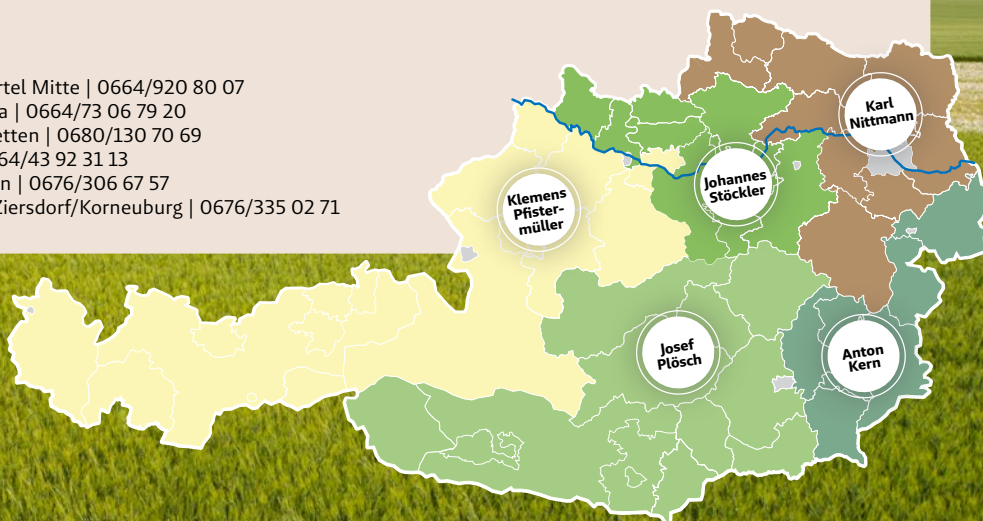 rtel Mitte | 0664/920 80 07
a | 0664/73 06 79 20
etten | 0680/130 70 69
64/43 92 31 13
n | 0676/306 67 57
Ziersdorf/Korneuburg | 0676/335 02 71
Karl
Nittmann
Johannes
Stöckler
Klemens
Pfister-
müller
Josef
Plösch
Anton
Kern